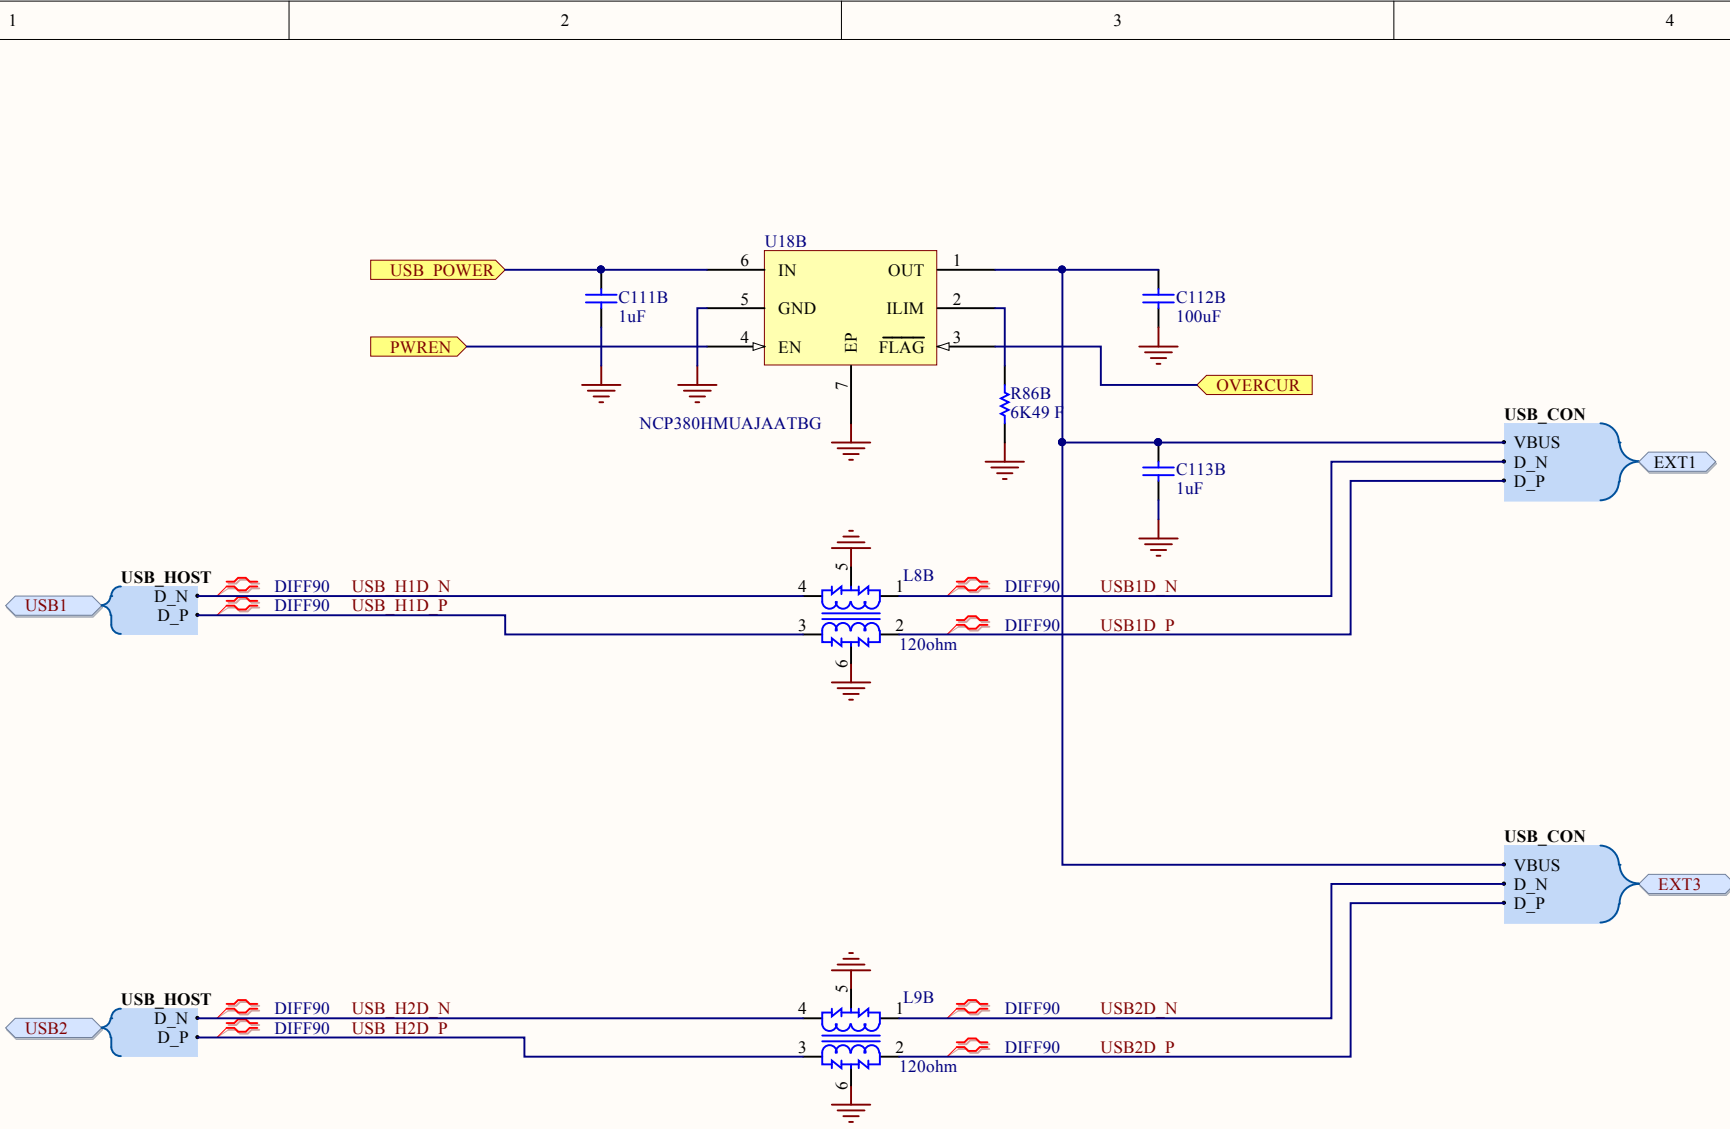 1 2 3 4
U18B
USB_POWER 6 IN OUT 1
C111B
1uF
5 GND ILIM 2
C112B
100uF
PWREN 4 EN EP FLAG 3
7
OVERCUR
R86B
6K49 F
NCP380HMUAJAATBG
USB_CON
VBUS
D_N
D_P
EXT1
C113B
1uF
USB_HOST
USB1
D_N DIFF90 USB_H1D_N 4 5 1 L8B DIFF90 USB1D_N
D_P DIFF90 USB_H1D_P
3 6 2 DIFF90 USB1D_P
120ohm
USB_CON
VBUS
D_N
D_P
EXT3
USB_HOST
USB2
D_N DIFF90 USB_H2D_N 4 5 1 L9B DIFF90 USB2D_N
D_P DIFF90 USB_H2D_P
3 6 2 DIFF90 USB2D_P
120ohm